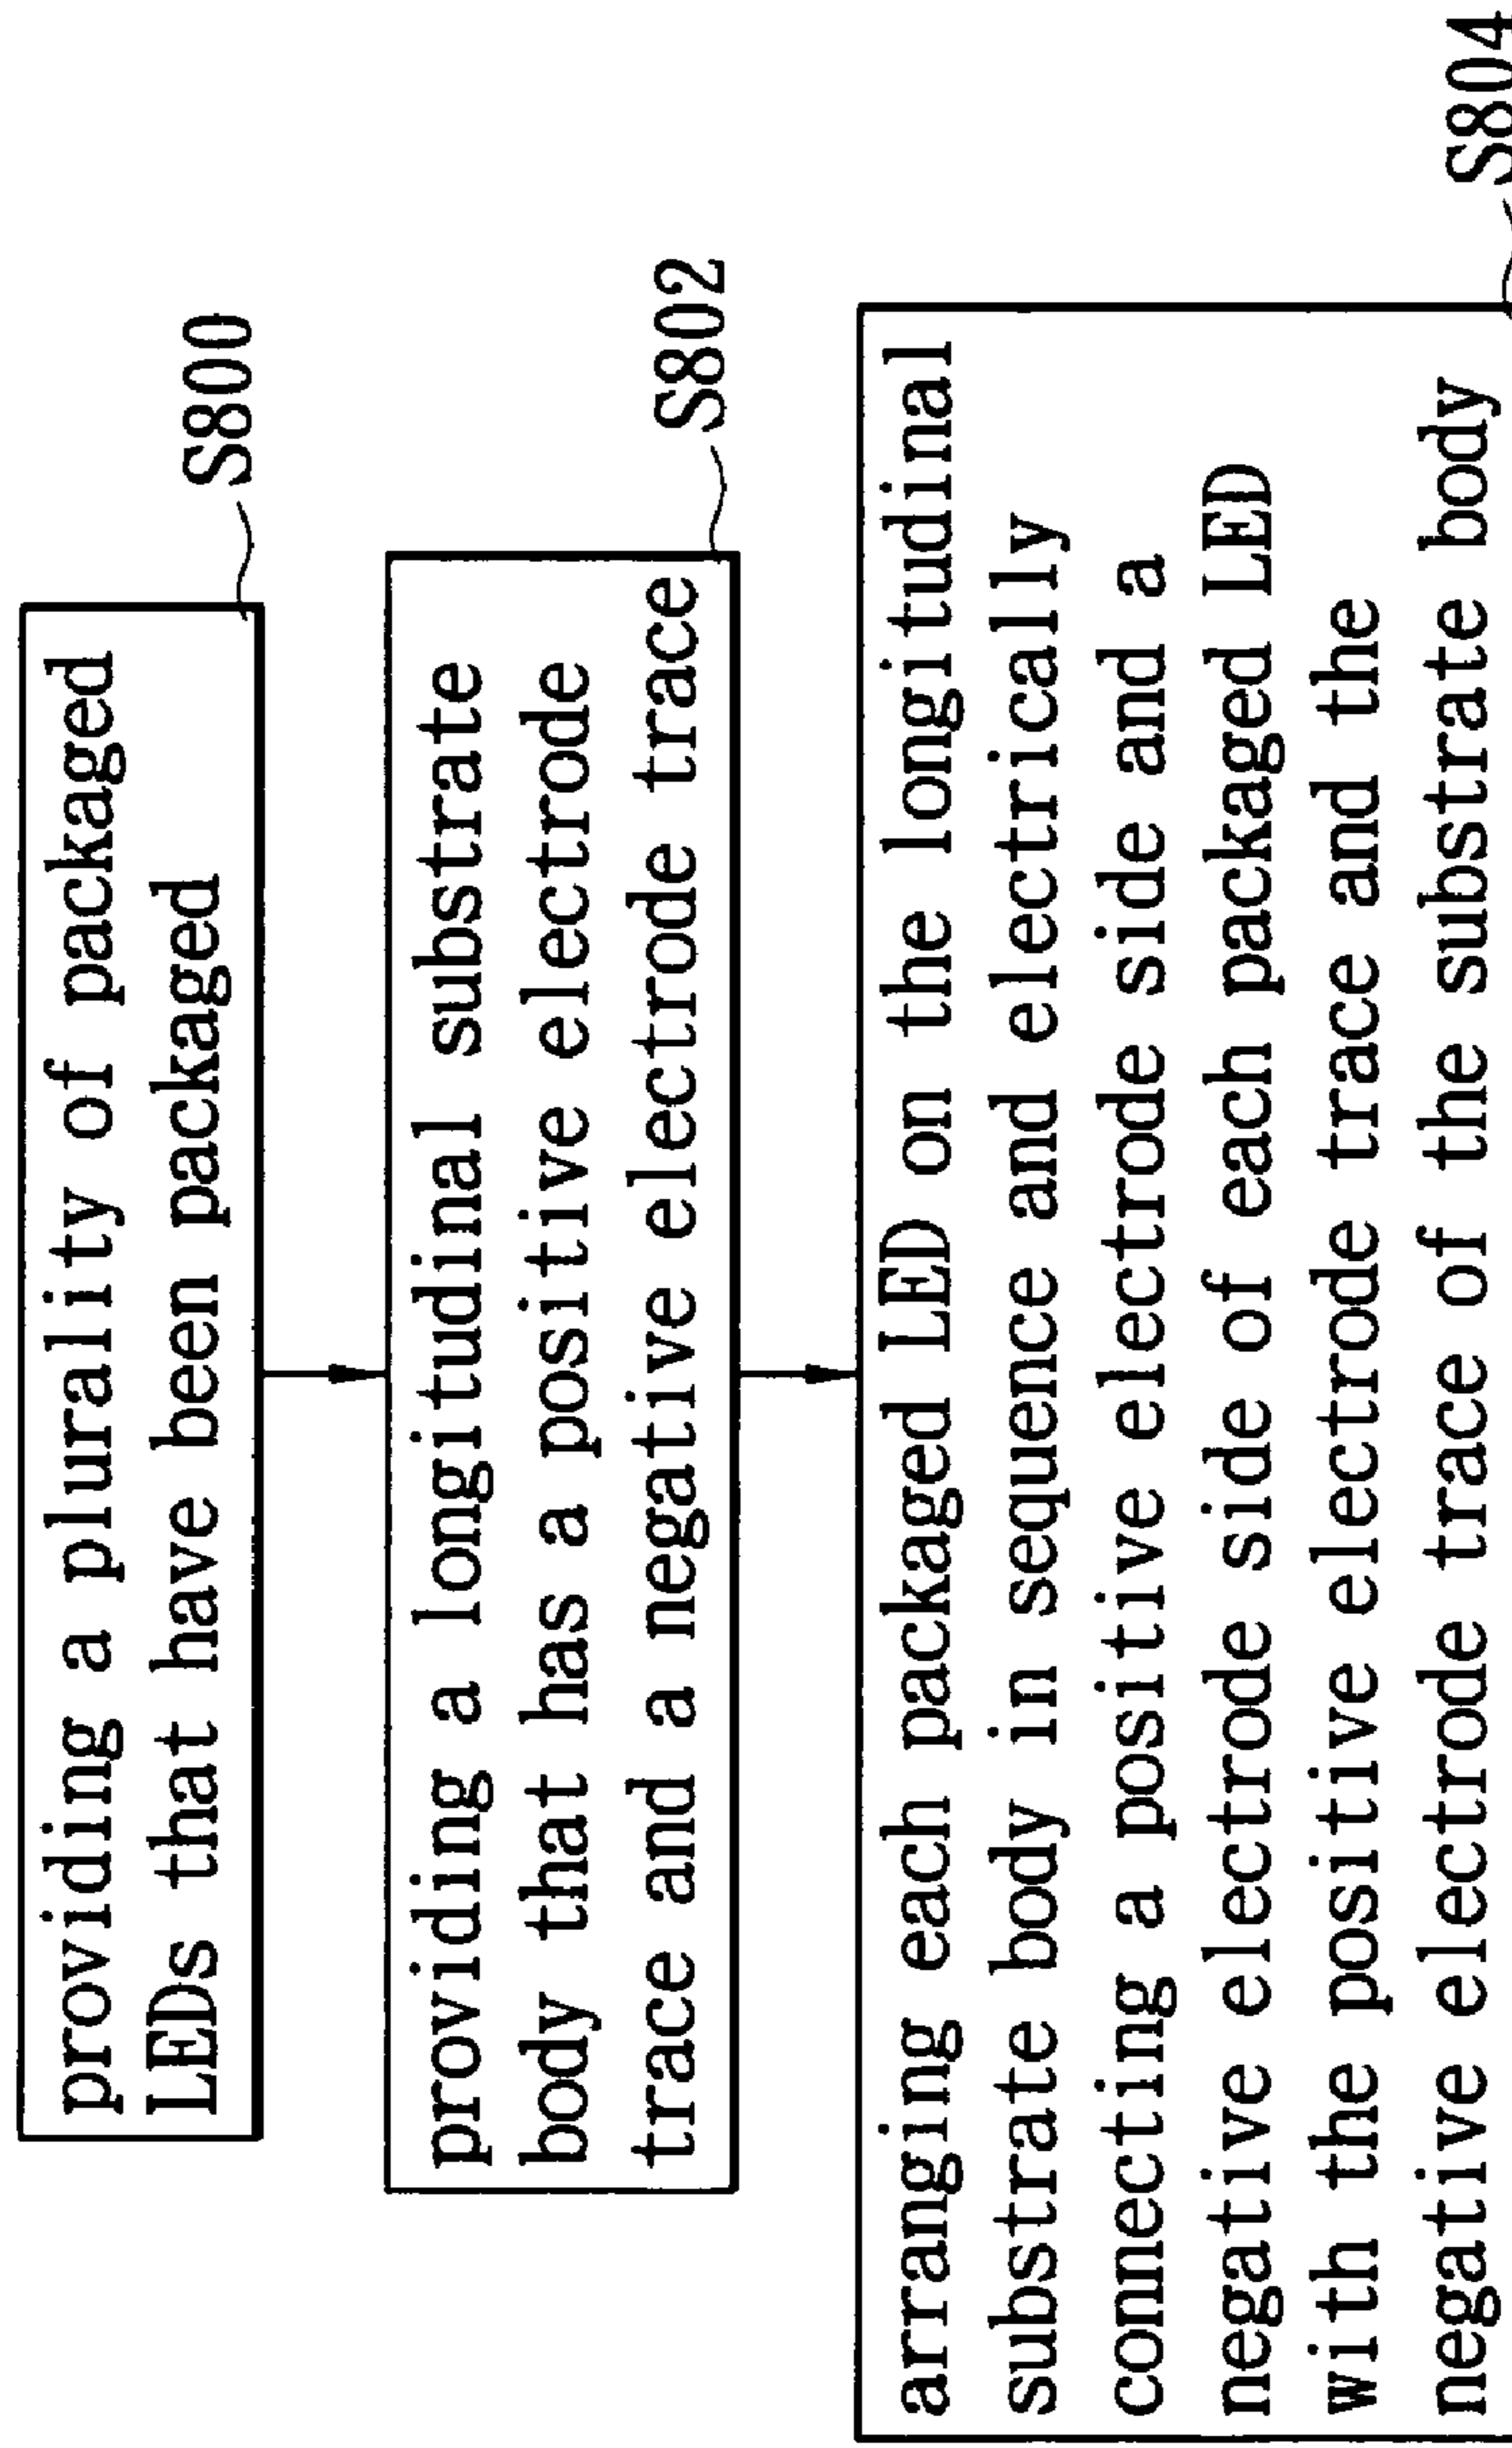 providing a plurality of packaged
LEDs that have been packaged
S800
providing a longitudinal substrate
body that has a positive electrode
trace and a negative electrode trace
S802
arranging each packaged LED on the longitudinal
substrate body in sequence and electrically
connecting a positive electrode side and a
negative electrode side of each packaged LED
with the positive electrode trace and the
negative electrode trace of the substrate body
S804